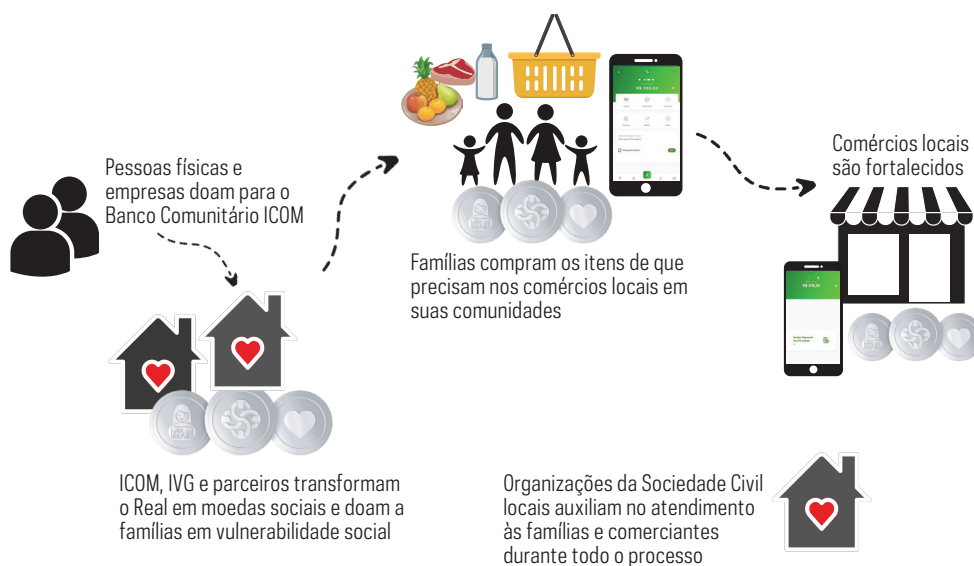 Pessoas físicas e
empresas doam para o
Banco Comunitário ICOM
ICOM, IVG e parceiros transformam
o Real em moedas sociais e doam a
famílias em vulnerabilidade social
Famílias compram os itens de que
precisam nos comércios locais em
suas comunidades
Comércios locais
são fortalecidos
Organizações da Sociedade Civil
locais auxiliam no atendimento
às famílias e comerciantes
durante todo o processo